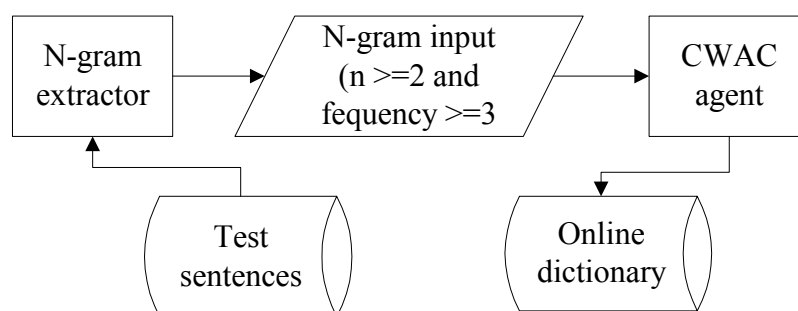 N-gram
extractor
N-gram input
(n >=2 and
fequency >=3
CWAC
agent
Test
sentences
Online
dictionary